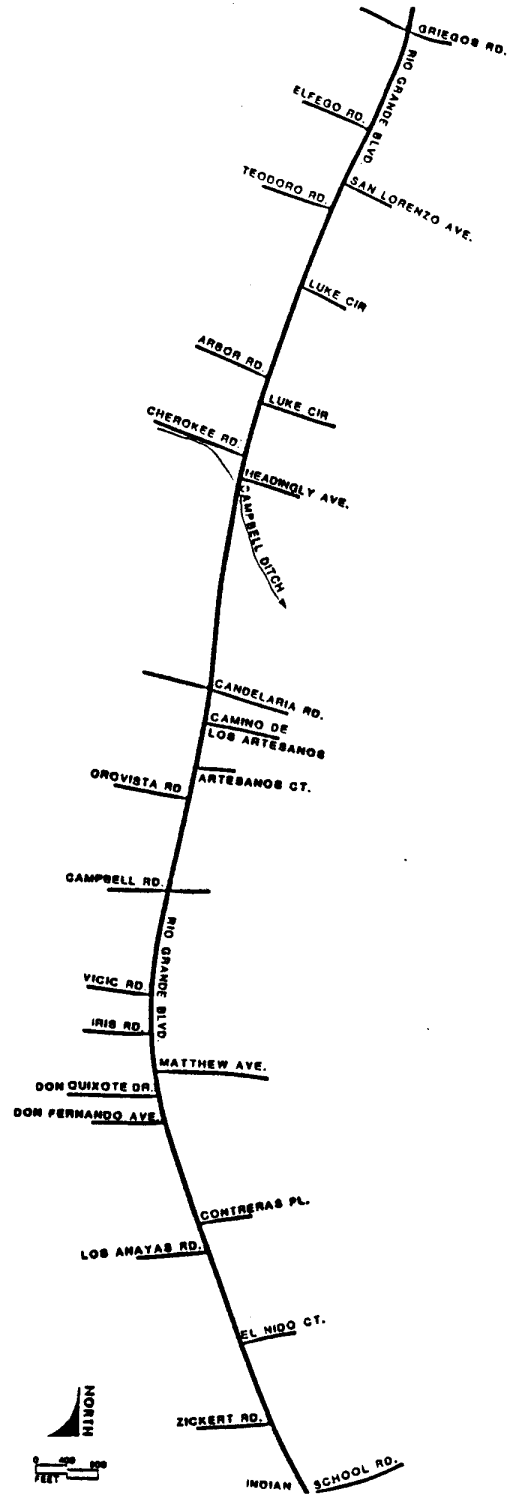 GRIEGOS RD.
RIO GRANDE BLVD.
ELFEGO RD.
TEODORO RD.
SAN LORENZO AVE.
LUKE CIR
ARBOR RD.
LUKE CIR
CHEROKEE RD.
HEADINGLY AVE.
CAMPBELL DITCH
CANDELARIA RD.
CAMINO DE
LOS ARTESANOS
ARTESANOS CT.
OROVISTA RD
CAMPBELL RD.
RIO GRANDE BLVD.
VICIC RD.
IRIS RD.
MATTHEW AVE.
DON QUIXOTE DR.
DON FERNANDO AVE.
CONTRERAS PL.
LOS ANAYAS RD.
EL NIDO CT.
ZICKERT RD.
INDIAN SCHOOL RD.
NORTH
0 400 800
FEET